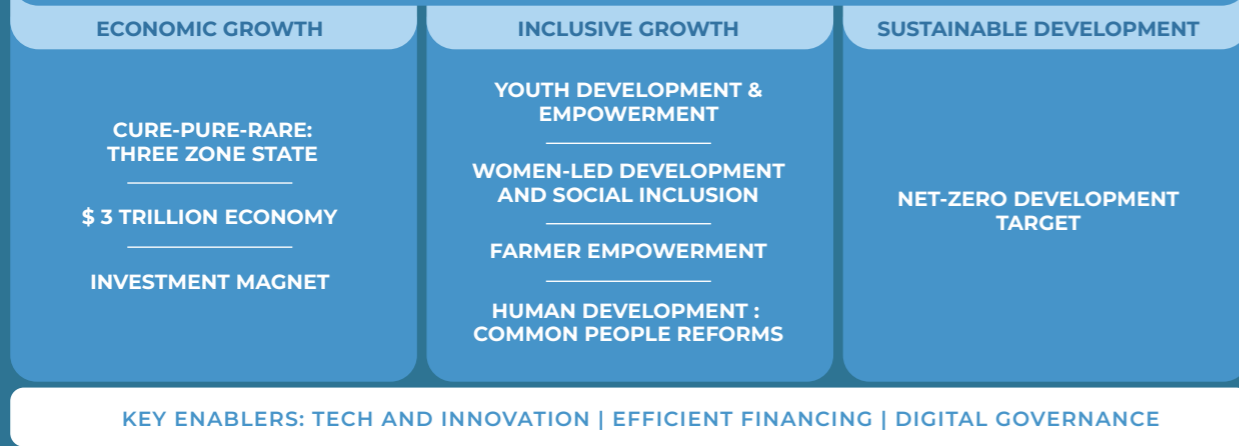 ECONOMIC GROWTH
CURE-PURE-RARE:
THREE ZONE STATE
$ 3 TRILLION ECONOMY
INVESTMENT MAGNET
INCLUSIVE GROWTH
YOUTH DEVELOPMENT &
EMPOWERMENT
WOMEN-LED DEVELOPMENT
AND SOCIAL INCLUSION
FARMER EMPOWERMENT
HUMAN DEVELOPMENT :
COMMON PEOPLE REFORMS
SUSTAINABLE DEVELOPMENT
NET-ZERO DEVELOPMENT
TARGET
KEY ENABLERS: TECH AND INNOVATION | EFFICIENT FINANCING | DIGITAL GOVERNANCE